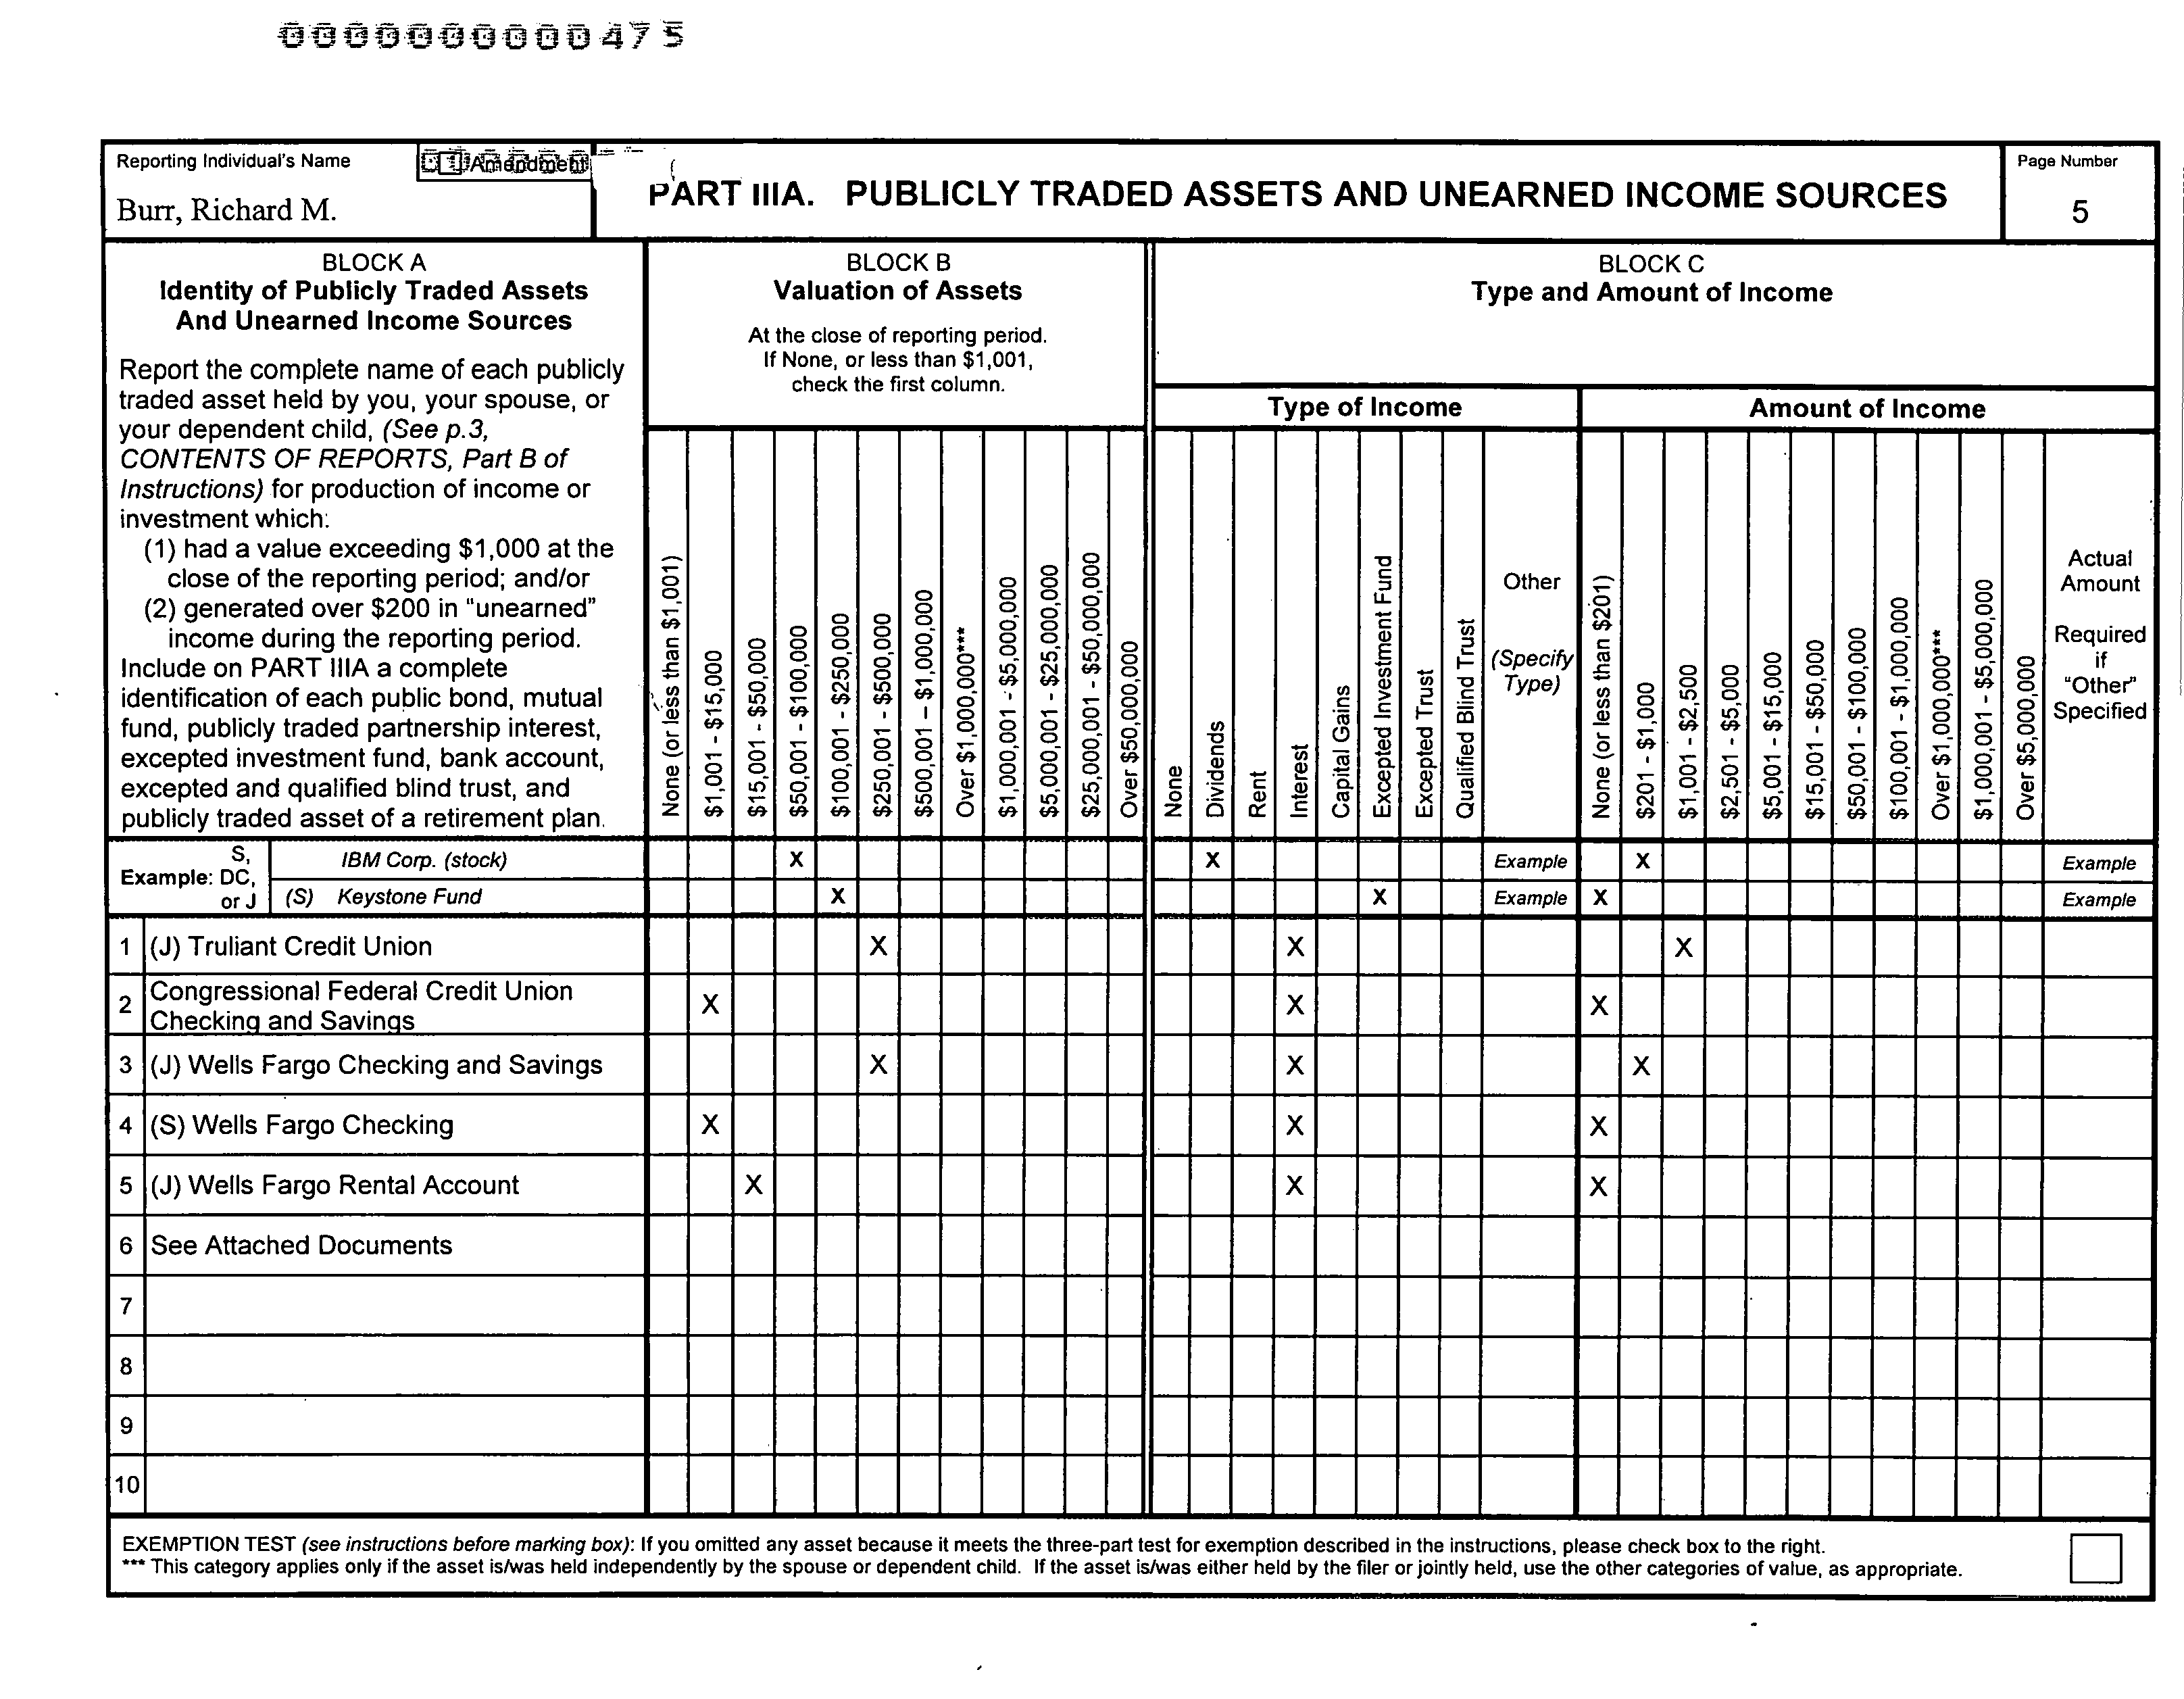 000000000475
Reporting Individual's Name
Amendment
Burr, Richard M.
PART IIIA. PUBLICLY TRADED ASSETS AND UNEARNED INCOME SOURCES
Page Number
5
BLOCK A
Identity of Publicly Traded Assets
And Unearned Income Sources
Report the complete name of each publicly
traded asset held by you, your spouse, or
your dependent child, (See p.3,
CONTENTS OF REPORTS, Part B of
Instructions) for production of income or
investment which:
(1) had a value exceeding $1,000 at the
close of the reporting period; and/or
(2) generated over $200 in "unearned"
income during the reporting period.
Include on PART IIIA a complete
identification of each public bond, mutual
fund, publicly traded partnership interest,
excepted investment fund, bank account,
excepted and qualified blind trust, and
publicly traded asset of a retirement plan.
BLOCK B
Valuation of Assets
At the close of reporting period.
If None, or less than $1,001,
check the first column.
None (or less than $1,001)
$1,001 - $15,000
$15,001 - $50,000
$50,001 - $100,000
$100,001 - $250,000
$250,001 - $500,000
$500,001 – $1,000,000
Over $1,000,000***
$1,000,001 - $5,000,000
$5,000,001 - $25,000,000
$25,000,001 - $50,000,000
Over $50,000,000
BLOCK C
Type and Amount of Income
Type of Income
None
Dividends
Rent
Interest
Capital Gains
Excepted Investment Fund
Excepted Trust
Qualified Blind Trust
Other
(Specify
Type)
Amount of Income
None (or less than $201)
$201 - $1,000
$1,001 - $2,500
$2,501 - $5,000
$5,001 - $15,000
$15,001 - $50,000
$50,001 - $100,000
$100,001 - $1,000,000
Over $1,000,000***
$1,000,001 - $5,000,000
Over $5,000,000
Actual
Amount
Required
if
"Other"
Specified
Example:
S,
DC,
or J
IBM Corp. (stock) X X Example X Example
(S) Keystone Fund X X Example X Example
1 (J) Truliant Credit Union X X X
2 Congressional Federal Credit Union
Checking and Savings X X X
3 (J) Wells Fargo Checking and Savings X X X
4 (S) Wells Fargo Checking X X X
5 (J) Wells Fargo Rental Account X X X
6 See Attached Documents
7
8
9
10
EXEMPTION TEST (see instructions before marking box): If you omitted any asset because it meets the three-part test for exemption described in the instructions, please check box to the right.
*** This category applies only if the asset is/was held independently by the spouse or dependent child. If the asset is/was either held by the filer or jointly held, use the other categories of value, as appropriate.